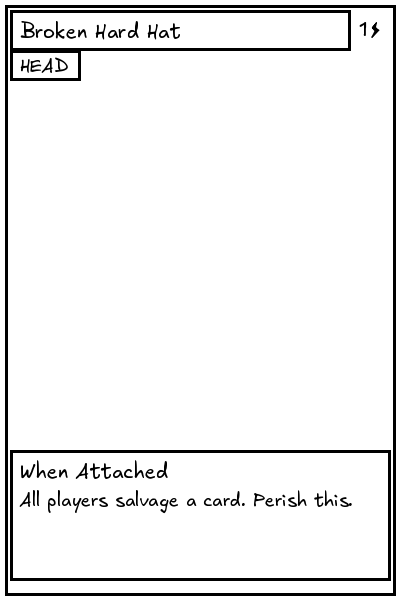 Broken Hard Hat
1⚡
HEAD
When Attached
All players salvage a card. Perish this.